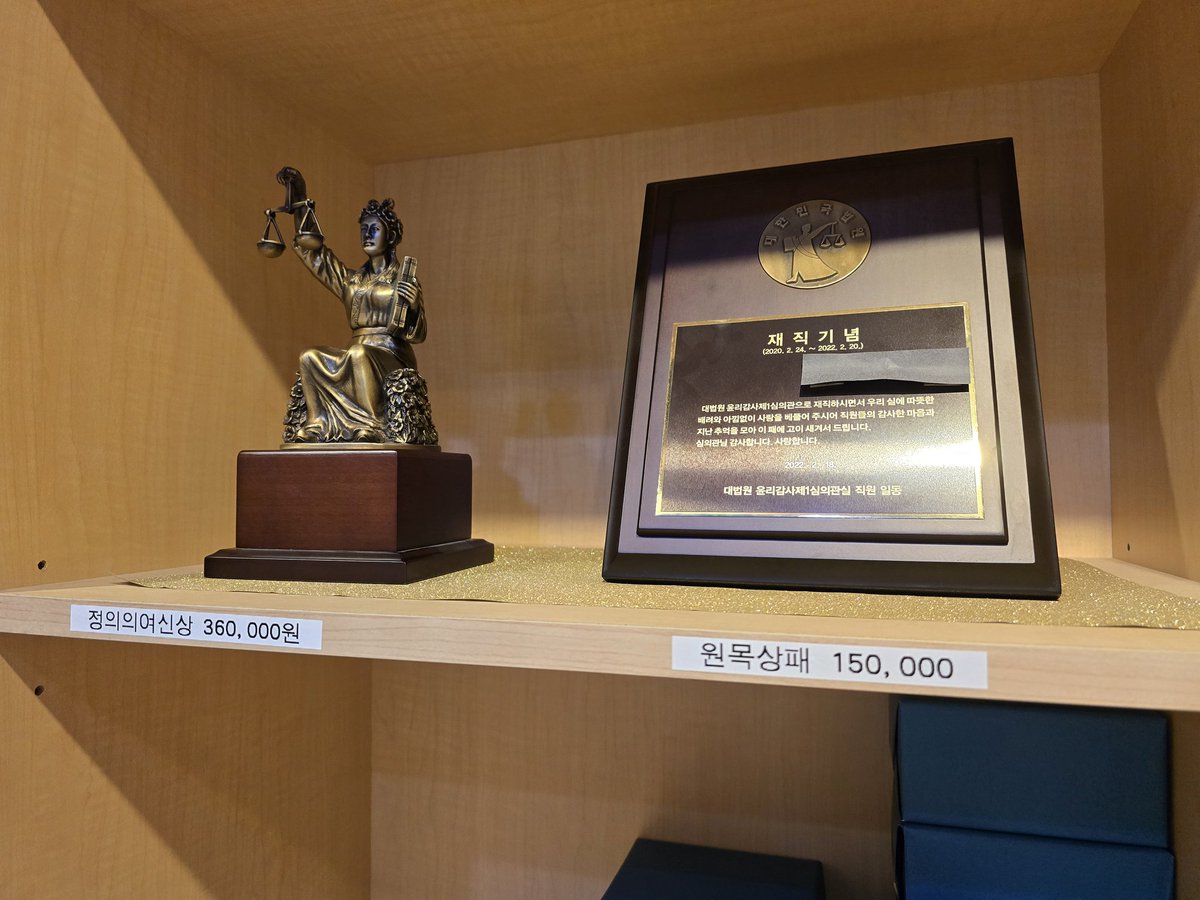 대한민국법원
재직기념
(2020. 2. 24. ~ 2022. 2. 20.)
대법원 윤리감사제1심의관으로 재직하시면서 우리 실에 따뜻한
배려와 아낌없이 사랑을 베풀어 주시어 직원들의 감사한 마음과
지난 추억을 모아 이 패에 고이 새겨서 드립니다.
심의관님 감사합니다. 사랑합니다.
2022.
대법원 윤리감사제1심의관실 직원 일동
정의의여신상 360,000원
원목상패 150,000